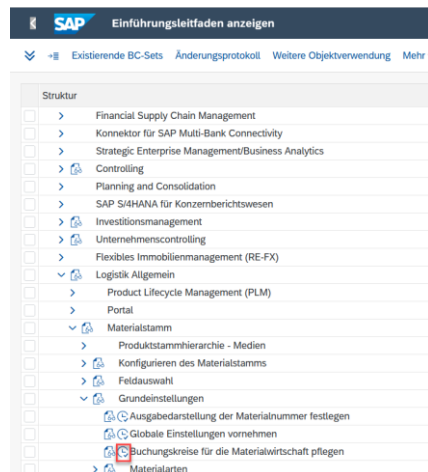 SAP Einführungsleitfaden anzeigen
Existierende BC-Sets Änderungsprotokoll Weitere Objektverwendung Mehr
Struktur
Financial Supply Chain Management
Konnektor für SAP Multi-Bank Connectivity
Strategic Enterprise Management/Business Analytics
Controlling
Planning and Consolidation
SAP S/4HANA für Konzernberichtswesen
Investitionsmanagement
Unternehmenscontrolling
Flexibles Immobilienmanagement (RE-FX)
Logistik Allgemein
Product Lifecycle Management (PLM)
Portal
Materialstamm
Produktstammhierarchie - Medien
Konfigurieren des Materialstamms
Feldauswahl
Grundeinstellungen
Ausgabedarstellung der Materialnummer festlegen
Globale Einstellungen vornehmen
Buchungskreise für die Materialwirtschaft pflegen
Materialarten